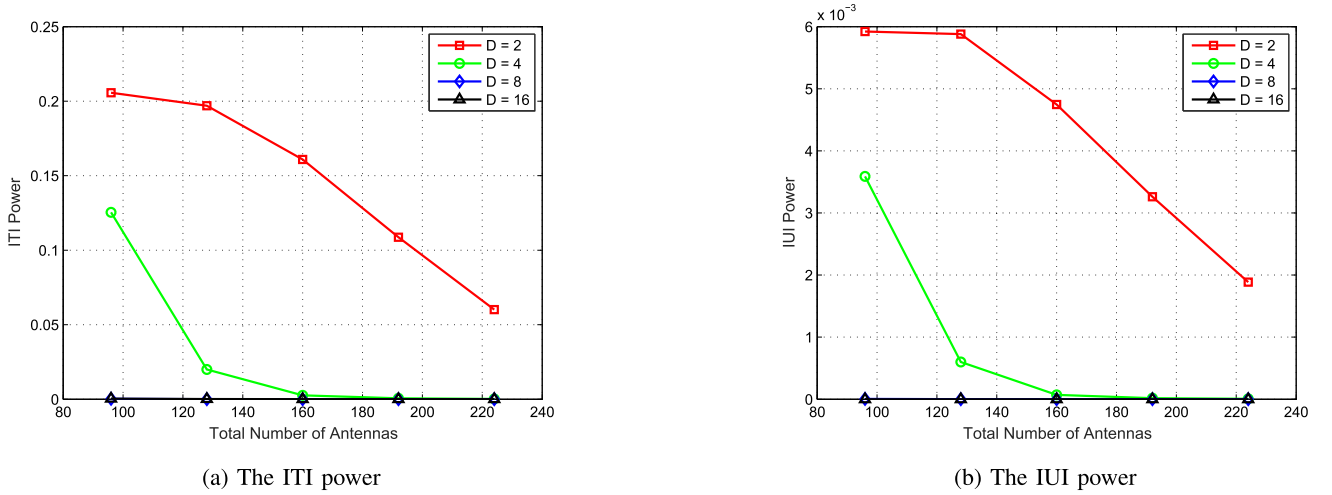 0.25
0.2
0.15
0.1
0.05
0
ITI Power
80 100 120 140 160 180 200 220 240
Total Number of Antennas
D = 2
D = 4
D = 8
D = 16
(a) The ITI power
x 10⁻³
6
5
4
3
2
1
0
IUI Power
80 100 120 140 160 180 200 220 240
Total Number of Antennas
D = 2
D = 4
D = 8
D = 16
(b) The IUI power